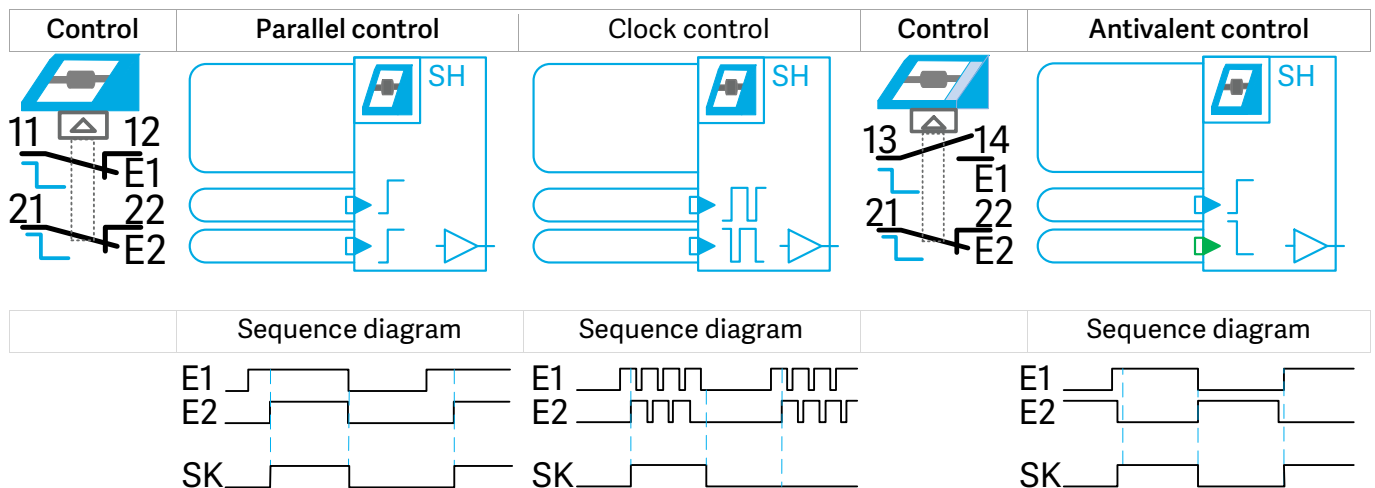 Control Parallel control Clock control Control Antivalent control
SH SH SH
11 12 13 14
E1 E1
21 22 21 22
E2 E2
Sequence diagram Sequence diagram Sequence diagram
E1 E1 E1
E2 E2 E2
SK SK SK